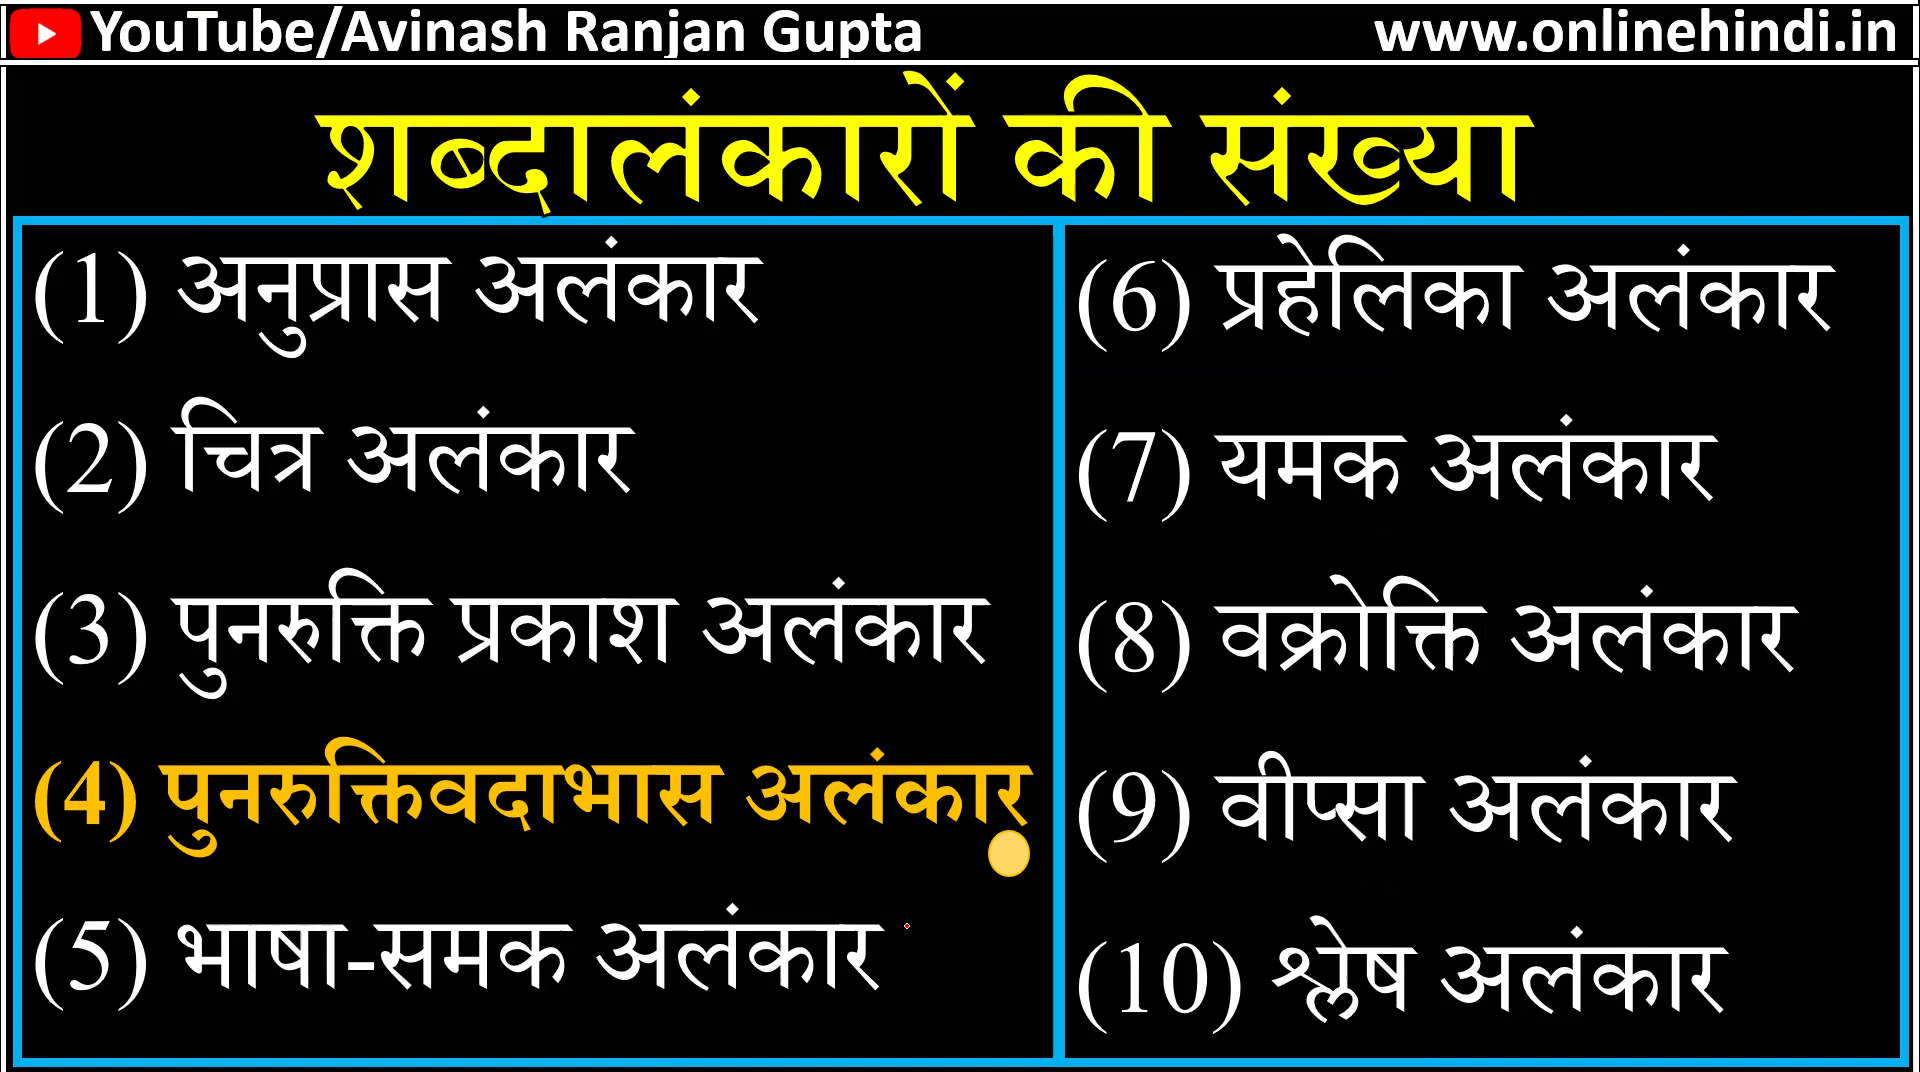 YouTube/Avinash Ranjan Gupta www.onlinehindi.in
शब्दालंकारों की संख्या
(1) अनुप्रास अलंकार
(2) चित्र अलंकार
(3) पुनरुक्ति प्रकाश अलंकार
(4) पुनरुक्तिवदाभास अलंकार
(5) भाषा-समक अलंकार
(6) प्रहेलिका अलंकार
(7) यमक अलंकार
(8) वक्रोक्ति अलंकार
(9) वीप्सा अलंकार
(10) श्लेष अलंकार